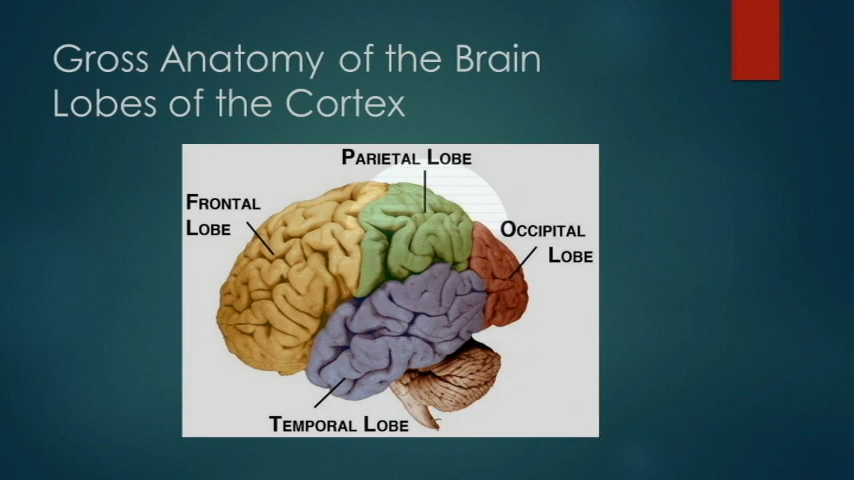 Gross Anatomy of the Brain
Lobes of the Cortex
PARIETAL LOBE
FRONTAL
LOBE
OCCIPITAL
LOBE
TEMPORAL LOBE